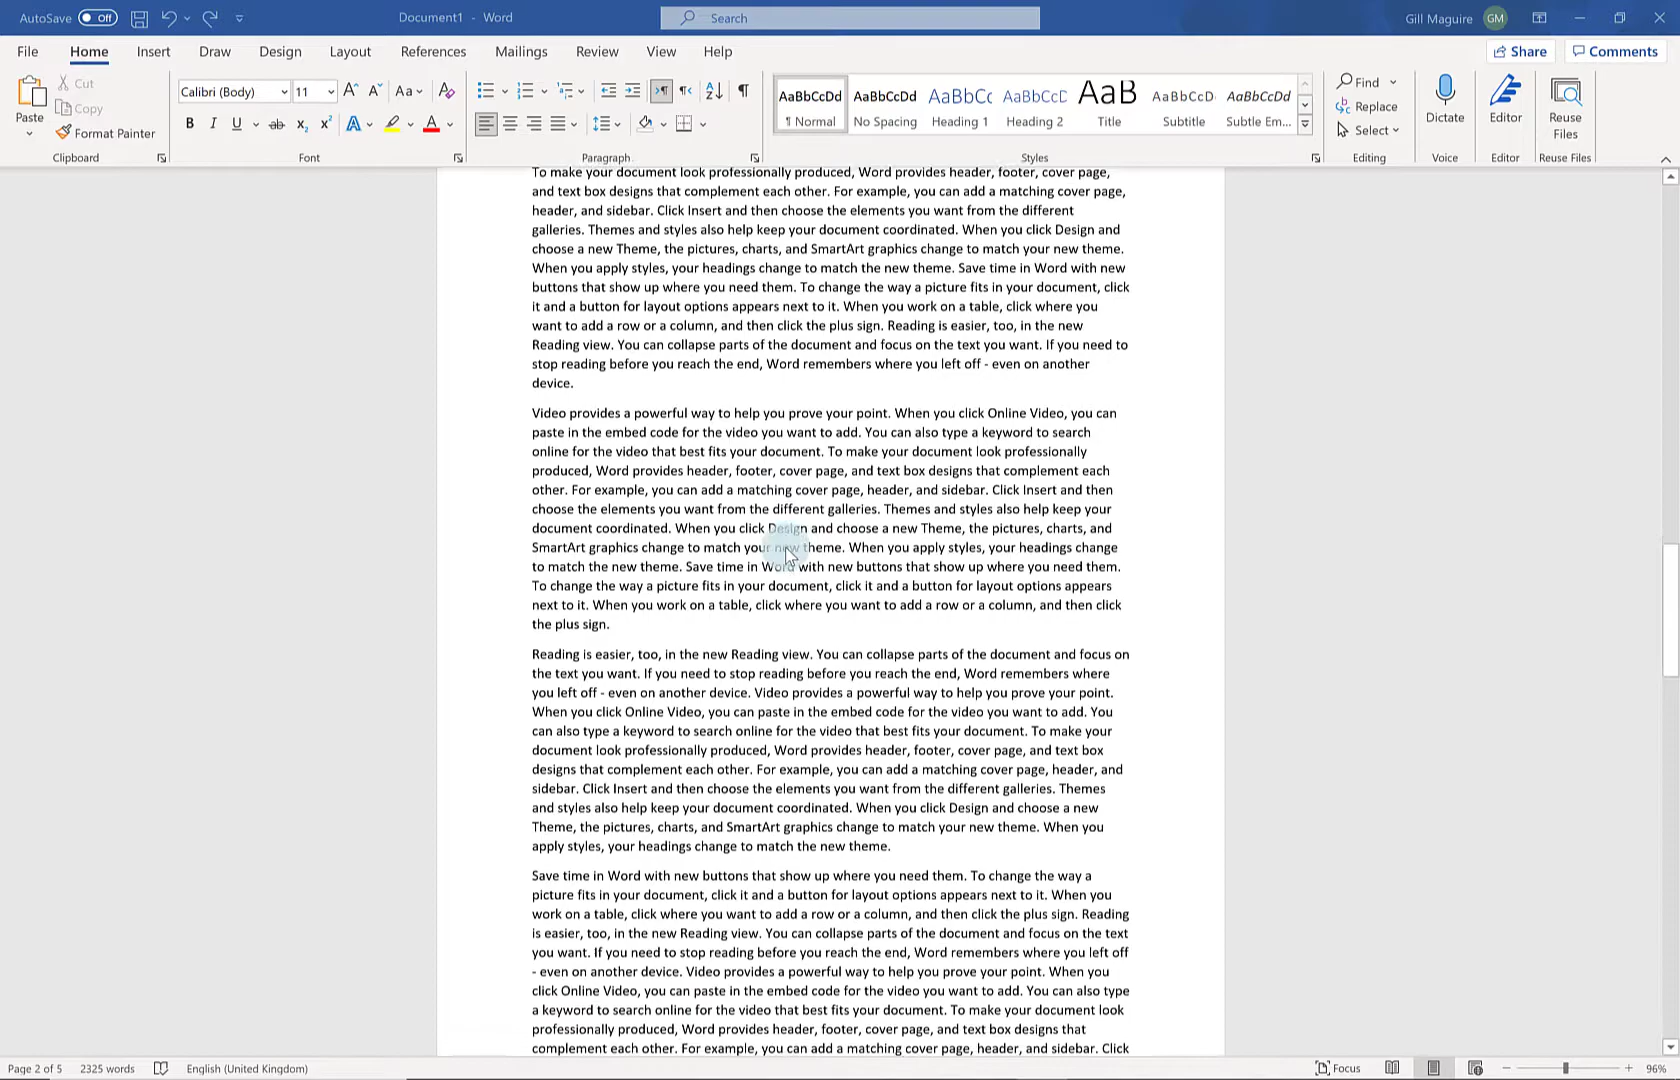 AutoSave Off Document1 - Word Search Gill Maguire GM
File Home Insert Draw Design Layout References Mailings Review View Help Share Comments
Paste Cut Copy Format Painter Clipboard
Calibri (Body) 11 Aa B I U ab x₂ x² A A Font
Paragraph
AaBbCcDd AaBbCcDd AaBbCc AaBbCcC AaB AaBbCcD AaBbCcDd
¶ Normal No Spacing Heading 1 Heading 2 Title Subtitle Subtle Em...
Styles
Find Replace Select Editing
Dictate Voice
Editor Editor
Reuse Files Reuse Files
To make your document look professionally produced, Word provides header, footer, cover page,
and text box designs that complement each other. For example, you can add a matching cover page,
header, and sidebar. Click Insert and then choose the elements you want from the different
galleries. Themes and styles also help keep your document coordinated. When you click Design and
choose a new Theme, the pictures, charts, and SmartArt graphics change to match your new theme.
When you apply styles, your headings change to match the new theme. Save time in Word with new
buttons that show up where you need them. To change the way a picture fits in your document, click
it and a button for layout options appears next to it. When you work on a table, click where you
want to add a row or a column, and then click the plus sign. Reading is easier, too, in the new
Reading view. You can collapse parts of the document and focus on the text you want. If you need to
stop reading before you reach the end, Word remembers where you left off - even on another
device.
Video provides a powerful way to help you prove your point. When you click Online Video, you can
paste in the embed code for the video you want to add. You can also type a keyword to search
online for the video that best fits your document. To make your document look professionally
produced, Word provides header, footer, cover page, and text box designs that complement each
other. For example, you can add a matching cover page, header, and sidebar. Click Insert and then
choose the elements you want from the different galleries. Themes and styles also help keep your
document coordinated. When you click Design and choose a new Theme, the pictures, charts, and
SmartArt graphics change to match your new theme. When you apply styles, your headings change
to match the new theme. Save time in Word with new buttons that show up where you need them.
To change the way a picture fits in your document, click it and a button for layout options appears
next to it. When you work on a table, click where you want to add a row or a column, and then click
the plus sign.
Reading is easier, too, in the new Reading view. You can collapse parts of the document and focus on
the text you want. If you need to stop reading before you reach the end, Word remembers where
you left off - even on another device. Video provides a powerful way to help you prove your point.
When you click Online Video, you can paste in the embed code for the video you want to add. You
can also type a keyword to search online for the video that best fits your document. To make your
document look professionally produced, Word provides header, footer, cover page, and text box
designs that complement each other. For example, you can add a matching cover page, header, and
sidebar. Click Insert and then choose the elements you want from the different galleries. Themes
and styles also help keep your document coordinated. When you click Design and choose a new
Theme, the pictures, charts, and SmartArt graphics change to match your new theme. When you
apply styles, your headings change to match the new theme.
Save time in Word with new buttons that show up where you need them. To change the way a
picture fits in your document, click it and a button for layout options appears next to it. When you
work on a table, click where you want to add a row or a column, and then click the plus sign. Reading
is easier, too, in the new Reading view. You can collapse parts of the document and focus on the text
you want. If you need to stop reading before you reach the end, Word remembers where you left off
- even on another device. Video provides a powerful way to help you prove your point. When you
click Online Video, you can paste in the embed code for the video you want to add. You can also type
a keyword to search online for the video that best fits your document. To make your document look
professionally produced, Word provides header, footer, cover page, and text box designs that
complement each other. For example, you can add a matching cover page, header, and sidebar. Click
Page 2 of 5 2325 words English (United Kingdom) Focus 96%